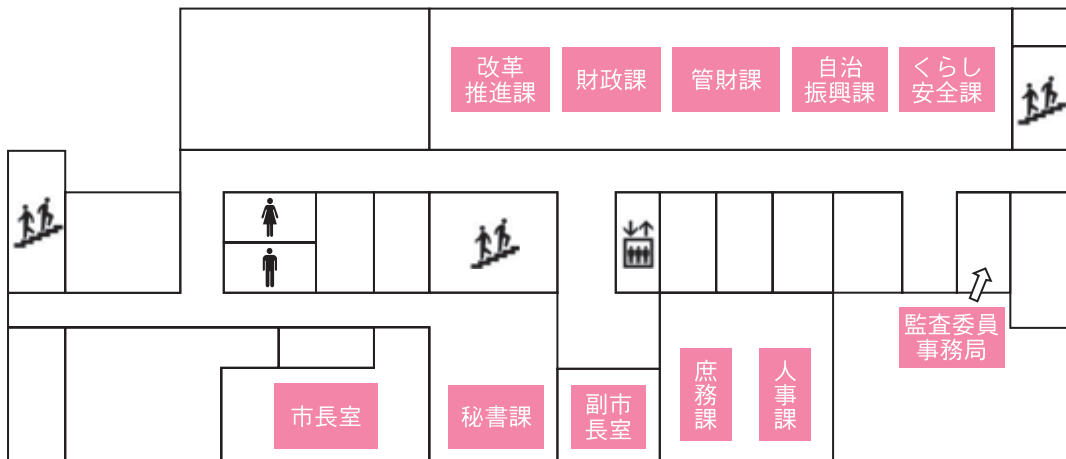 改革
推進課
財政課
管財課
自治
振興課
くらし
安全課
監査委員
事務局
市長室
秘書課
副市
長室
庶務課
人事課